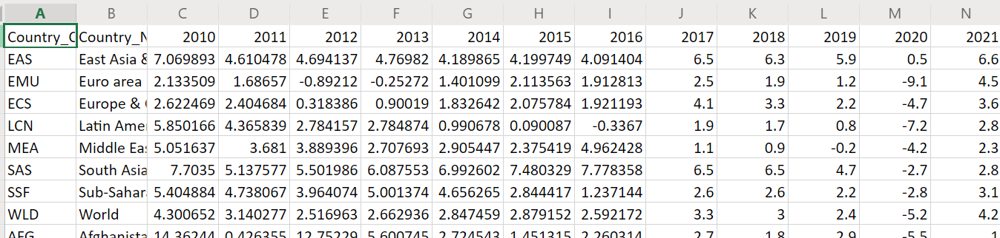 A B C D E F G H I J K L M N
Country_C Country_N 2010 2011 2012 2013 2014 2015 2016 2017 2018 2019 2020 2021
EAS East Asia & 7.069893 4.610478 4.694137 4.76982 4.189865 4.199749 4.091404 6.5 6.3 5.9 0.5 6.6
EMU Euro area 2.133509 1.68657 -0.89212 -0.25272 1.401099 2.113563 1.912813 2.5 1.9 1.2 -9.1 4.5
ECS Europe & 2.622469 2.404684 0.318386 0.90019 1.832642 2.075784 1.921193 4.1 3.3 2.2 -4.7 3.6
LCN Latin Amer 5.850166 4.365839 2.784157 2.784874 0.990678 0.090087 -0.3367 1.9 1.7 0.8 -7.2 2.8
MEA Middle Eas 5.051637 3.681 3.889396 2.707693 2.905447 2.375419 4.962428 1.1 0.9 -0.2 -4.2 2.3
SAS South Asia 7.7035 5.137577 5.501986 6.087553 6.992602 7.480329 7.778358 6.5 6.5 4.7 -2.7 2.8
SSF Sub-Sahar 5.404884 4.738067 3.964074 5.001374 4.656265 2.844417 1.237144 2.6 2.6 2.2 -2.8 3.1
WLD World 4.300652 3.140277 2.516963 2.662936 2.847459 2.879152 2.592172 3.3 3 2.4 -5.2 4.2
AFG Afghanista 14.36244 0.426355 12.75229 5.600745 2.724543 1.451315 2.260314 2.7 1.8 2.9 -5.5 1